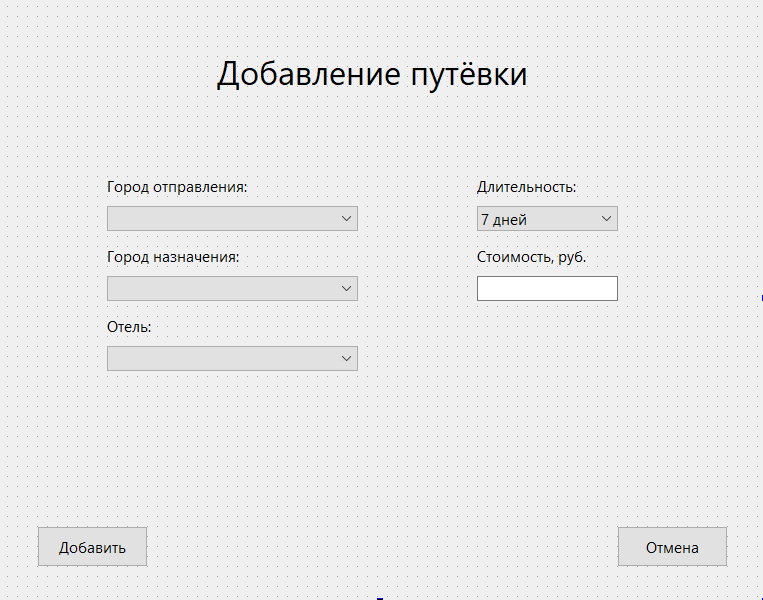 Добавление путёвки
Город отправления:
Длительность:
7 дней
Город назначения:
Стоимость, руб.
Отель:
Добавить
Отмена